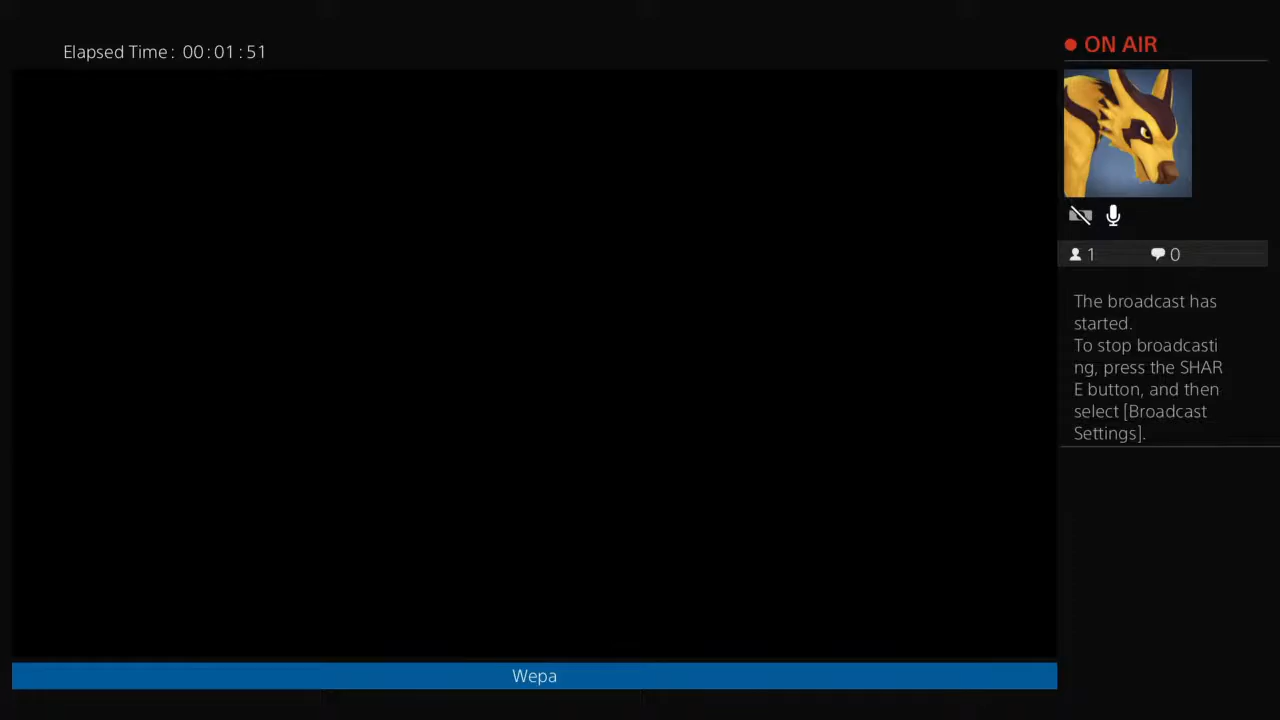 Elapsed Time: 00:01:51
ON AIR
1 0
The broadcast has
started.
To stop broadcasti
ng, press the SHAR
E button, and then
select [Broadcast
Settings].
Wepa